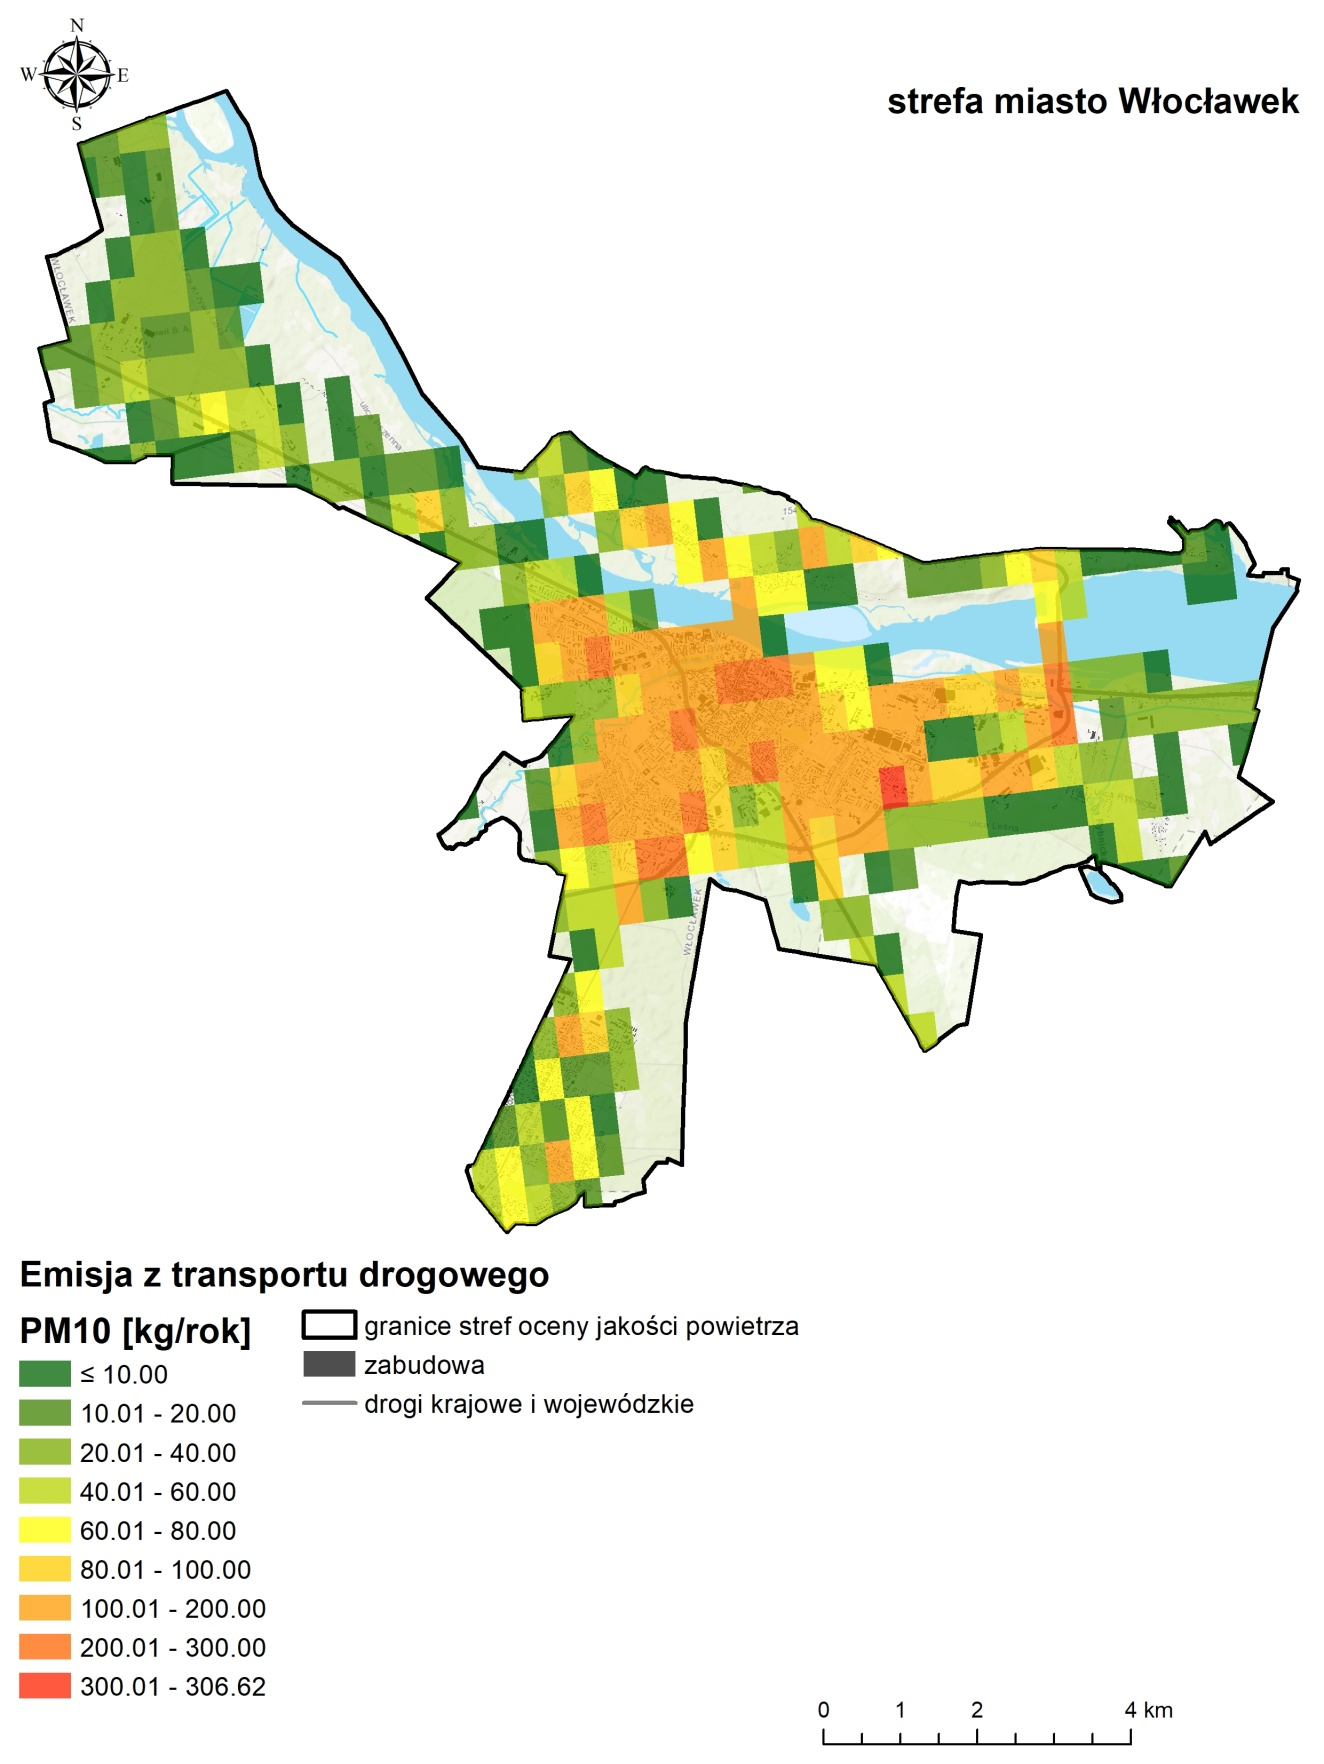 N
W E
S
strefa miasto Włocławek
WŁOCŁAWEK
WŁOCŁAWEK
Emisja z transportu drogowego
PM10 [kg/rok]
≤ 10.00
10.01 - 20.00
20.01 - 40.00
40.01 - 60.00
60.01 - 80.00
80.01 - 100.00
100.01 - 200.00
200.01 - 300.00
300.01 - 306.62
granice stref oceny jakości powietrza
zabudowa
drogi krajowe i wojewódzkie
0 1 2 4 km